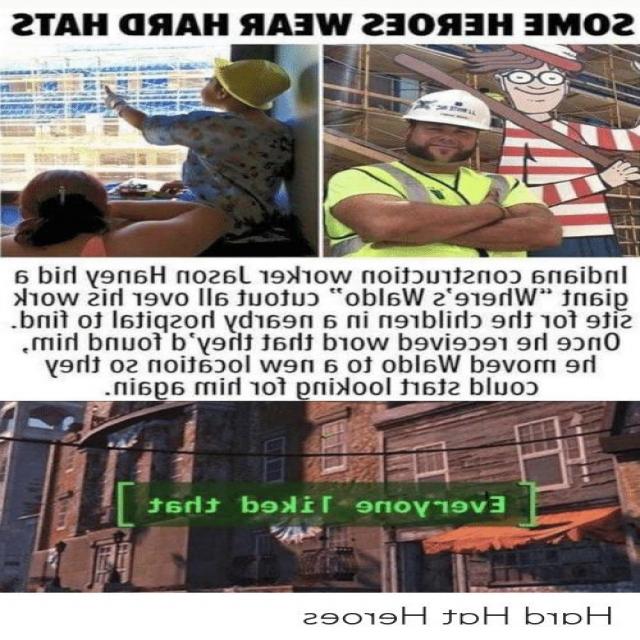 SOME HEROES WEAR HARD HATS
Indiana construction worker Jason Haney hid a
giant "Where's Waldo" cutout all over his work
site for the children in a nearby hospital to find.
Once he received word that they'd found him,
he moved Waldo to a new location so they
could start looking for him again.
[ Everyone liked that ]
Hard Hat Heroes